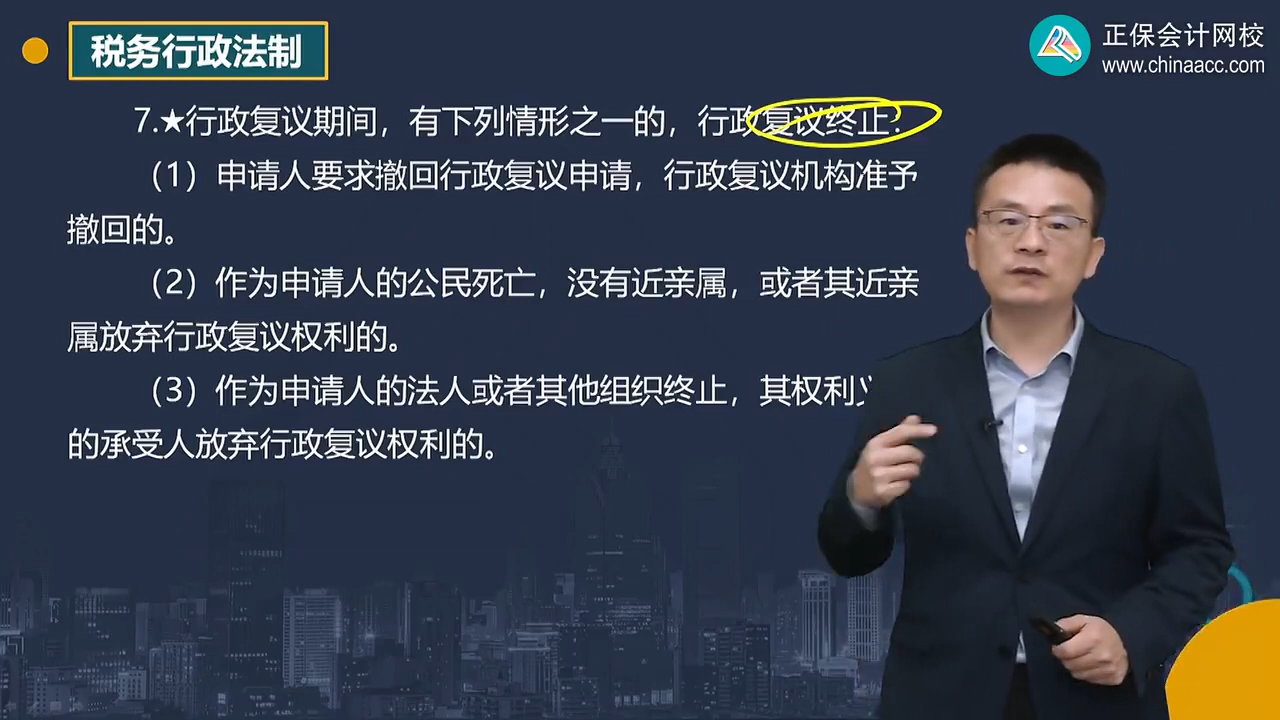 税务行政法制
正保会计网校
www.chinaacc.com
7.★行政复议期间，有下列情形之一的，行政复议终止：
（1）申请人要求撤回行政复议申请，行政复议机构准予
撤回的。
（2）作为申请人的公民死亡，没有近亲属，或者其近亲
属放弃行政复议权利的。
（3）作为申请人的法人或者其他组织终止，其权利
的承受人放弃行政复议权利的。